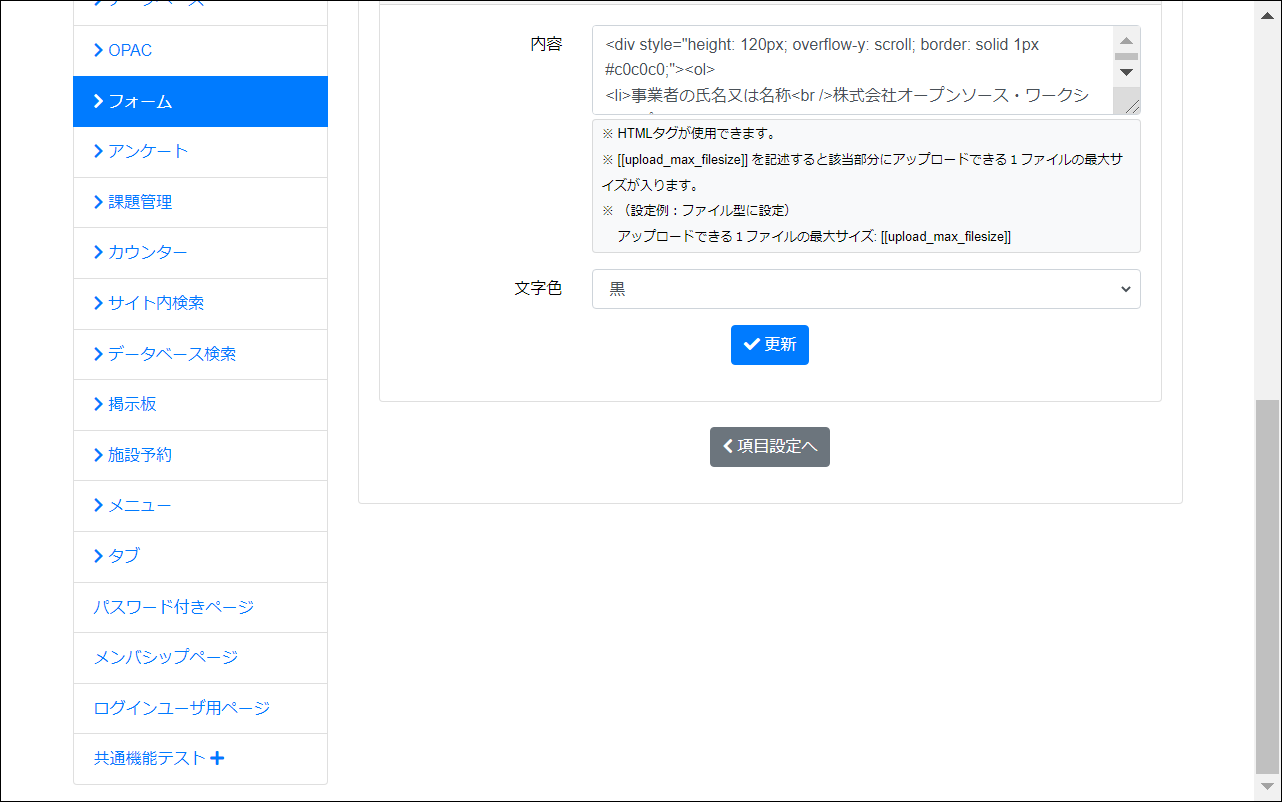 OPAC
フォーム
アンケート
課題管理
カウンター
サイト内検索
データベース検索
掲示板
施設予約
メニュー
タブ
パスワード付きページ
メンバシップページ
ログインユーザ用ページ
共通機能テスト
内容
<div style="height: 120px; overflow-y: scroll; border: solid 1px
#c0c0c0;"><ol>
<li>事業者の氏名又は名称<br />株式会社オープンソース・ワークシ
※ HTMLタグが使用できます。
※ [[upload_max_filesize]] を記述すると該当部分にアップロードできる１ファイルの最大サ
イズが入ります。
※ （設定例：ファイル型に設定）
アップロードできる１ファイルの最大サイズ: [[upload_max_filesize]]
文字色
黒
更新
項目設定へ